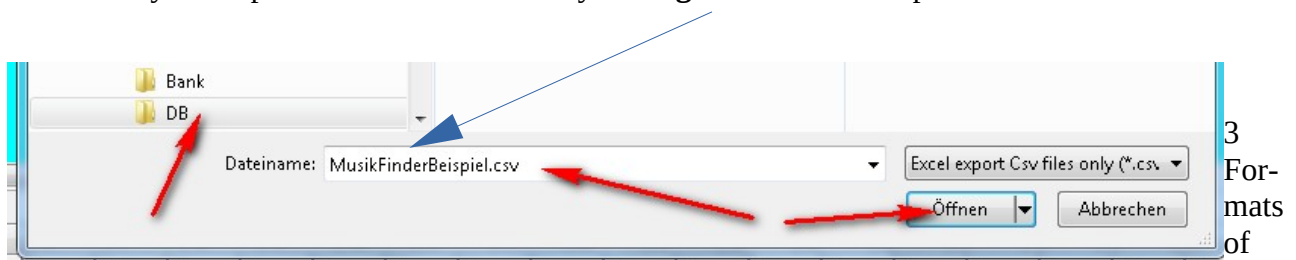 Bank
DB
Dateiname: MusikFinderBeispiel.csv Excel export Csv files only (*.csv
Öffnen Abbrechen
3
For-
mats
of